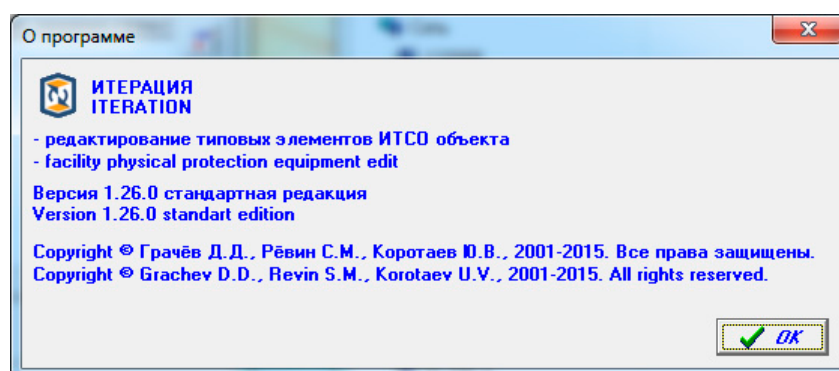 О программе
ИТЕРАЦИЯ
ITERATION
- редактирование типовых элементов ИТСО объекта
- facility physical protection equipment edit
Версия 1.26.0 стандартная редакция
Version 1.26.0 standart edition
Copyright © Грачёв Д.Д., Рёвин С.М., Коротаев Ю.В., 2001-2015. Все права защищены.
Copyright © Grachev D.D., Revin S.M., Korotaev U.V., 2001-2015. All rights reserved.
OK